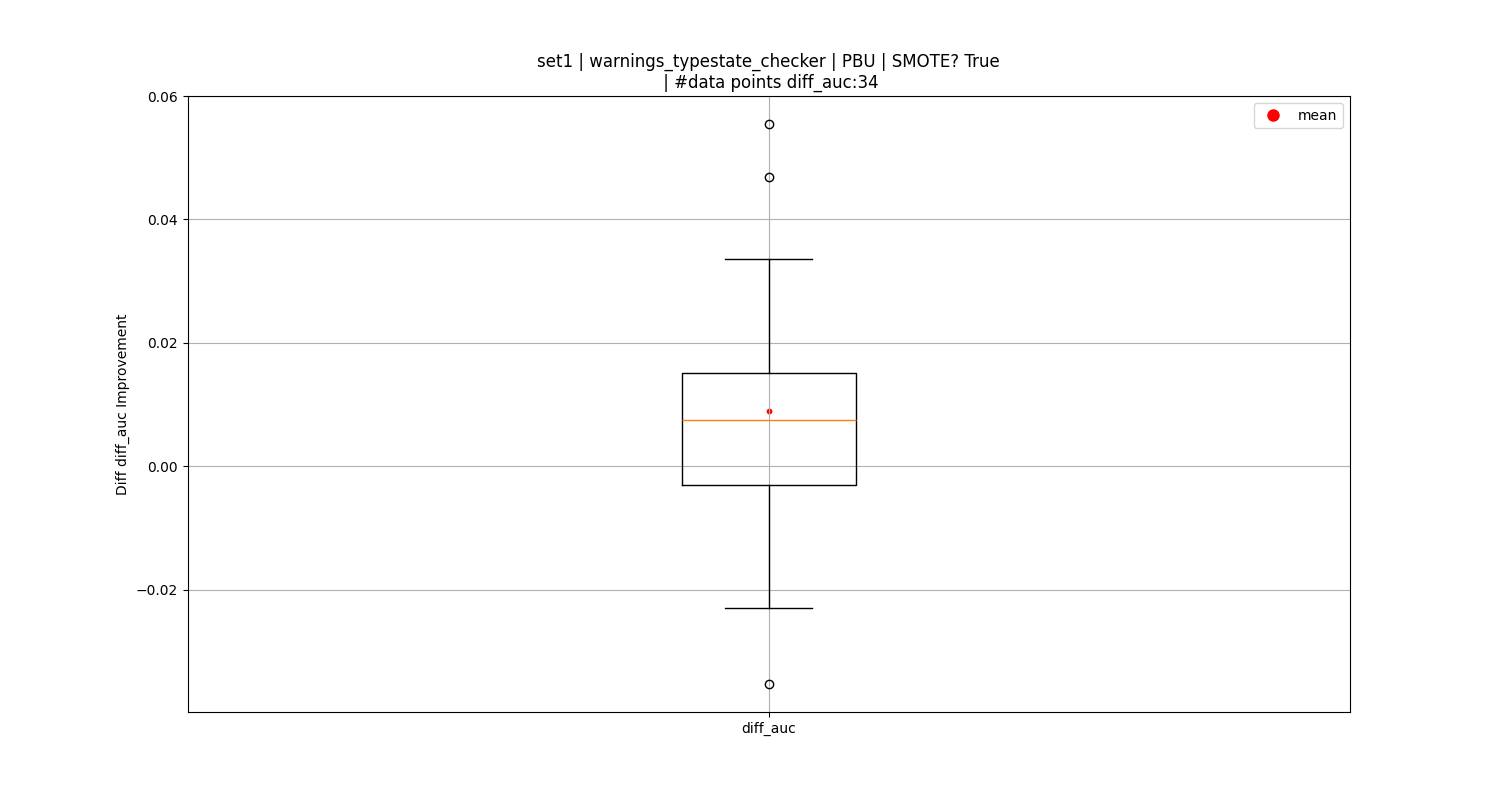 set1 | warnings_typestate_checker | PBU | SMOTE? True
| #data points diff_auc:34
mean
0.06
0.04
0.02
0.00
−0.02
Diff diff_auc Improvement
diff_auc